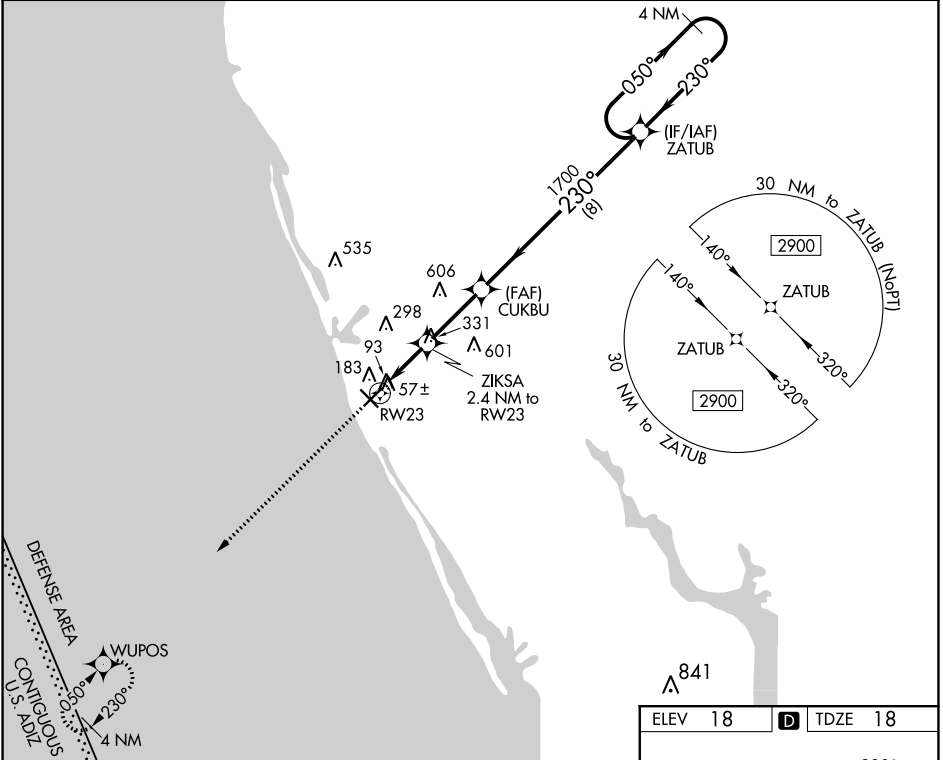 4 NM
050°
230°
(IF/IAF)
ZATUB
1700
230°
(8)
30 NM to ZATUB (NoPT)
2900
140°
ZATUB
320°
140°
ZATUB
320°
2900
30 NM to ZATUB
535
606
(FAF)
CUKBU
298
331
601
93
183
57±
RW23
ZIKSA
2.4 NM to
RW23
DEFENSE AREA
CONTIGUOUS
U.S. ADIZ
WUPOS
230°
4 NM
841
ELEV 18
D
TDZE 18